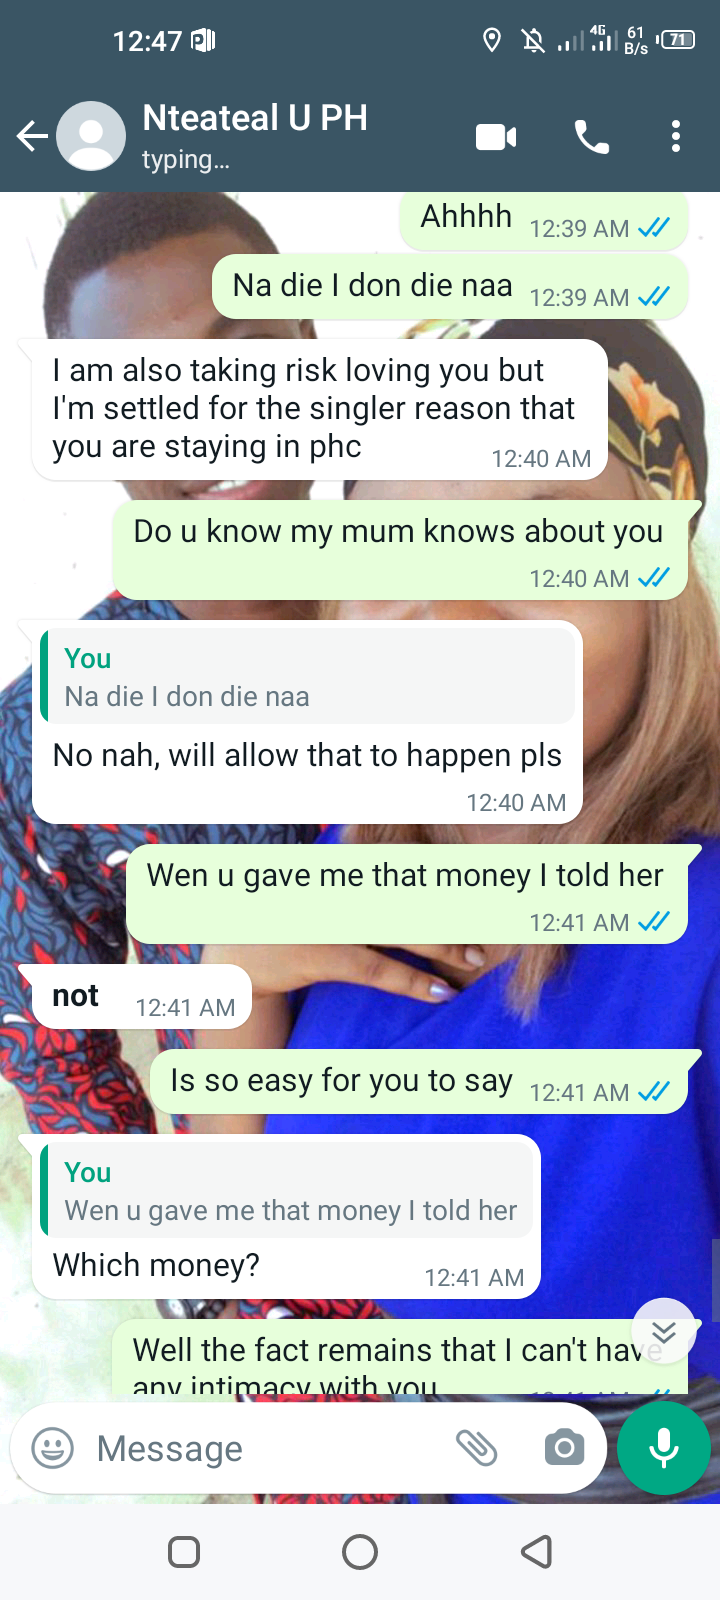 12:47
4G 61 B/s 71
Nteateal U PH
typing...
Ahhhh 12:39 AM
Na die I don die naa 12:39 AM
I am also taking risk loving you but
I'm settled for the singler reason that
you are staying in phc 12:40 AM
Do u know my mum knows about you
12:40 AM
You
Na die I don die naa
No nah, will allow that to happen pls
12:40 AM
Wen u gave me that money I told her
12:41 AM
not 12:41 AM
Is so easy for you to say 12:41 AM
You
Wen u gave me that money I told her
Which money? 12:41 AM
Well the fact remains that I can't have
any intimacy with you 12:41 AM
Message